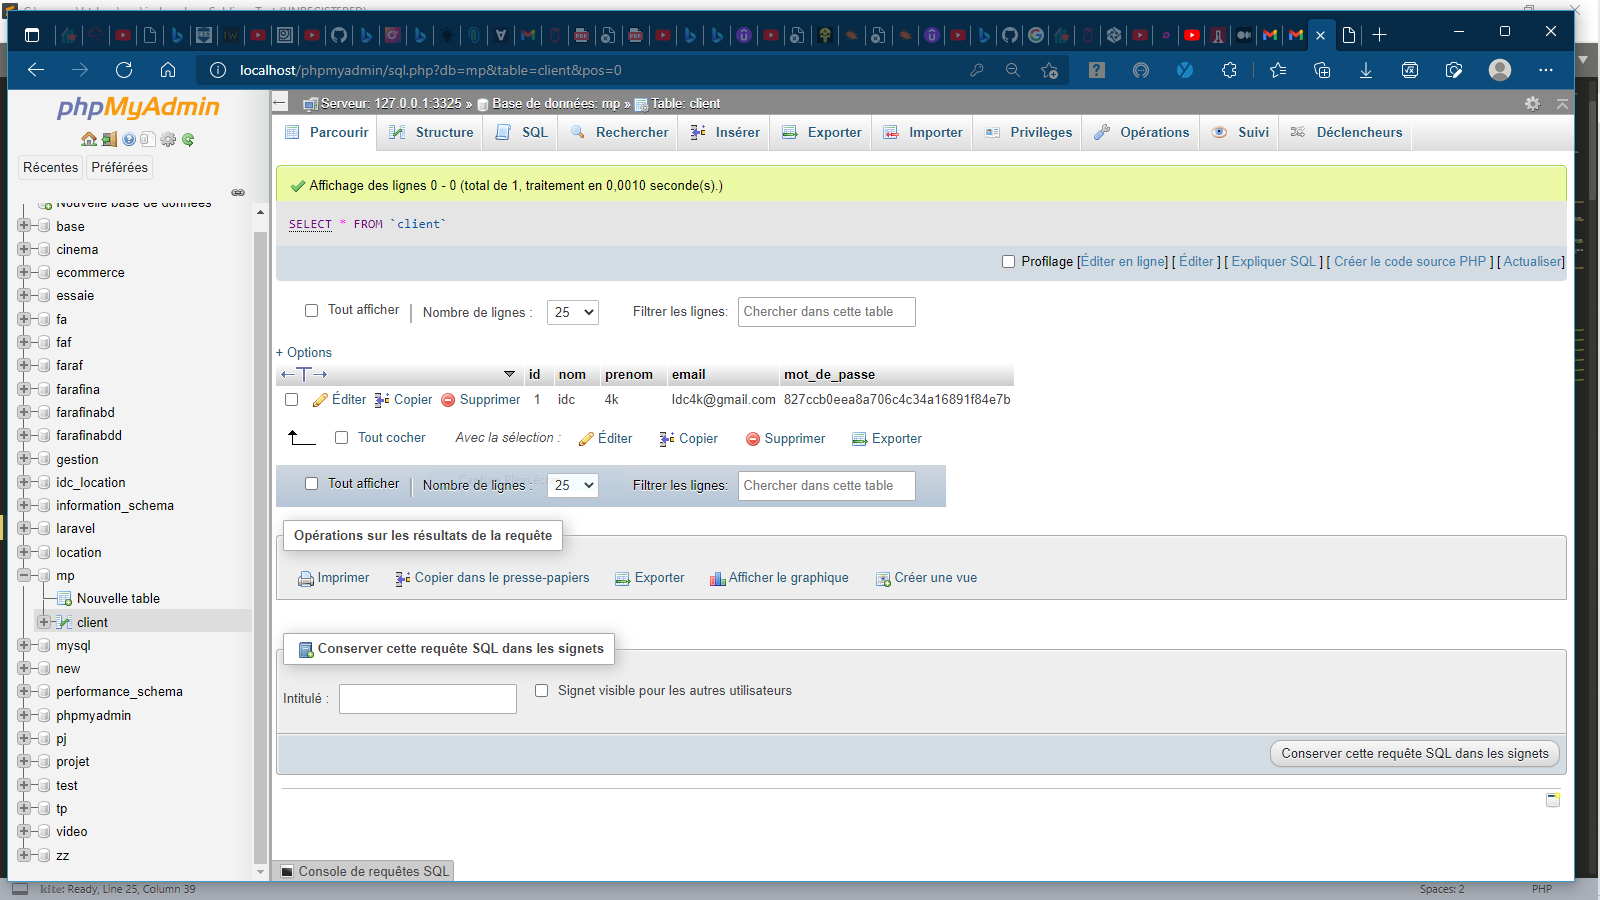 localhost/phpmyadmin/sql.php?db=mp&table=client&pos=0
phpMyAdmin
Récentes
Préférées
Nouvelle base de données
base
cinema
ecommerce
essaie
fa
faf
faraf
farafina
farafinabd
farafinabdd
gestion
idc_location
information_schema
laravel
location
mp
Nouvelle table
client
mysql
new
performance_schema
phpmyadmin
pj
projet
test
tp
video
zz
Serveur: 127.0.0.1:3325 » Base de données: mp » Table: client
Parcourir Structure SQL Rechercher Insérer Exporter Importer Privilèges Opérations Suivi Déclencheurs
Affichage des lignes 0 - 0 (total de 1, traitement en 0,0010 seconde(s).)
SELECT * FROM `client`
Profilage [Éditer en ligne] [ Éditer ] [ Expliquer SQL ] [ Créer le code source PHP ] [ Actualiser]
Tout afficher | Nombre de lignes : 25 Filtrer les lignes: Chercher dans cette table
+ Options
id nom prenom email mot_de_passe
Éditer Copier Supprimer 1 idc 4k Idc4k@gmail.com 827ccb0eea8a706c4c34a16891f84e7b
Tout cocher Avec la sélection : Éditer Copier Supprimer Exporter
Tout afficher | Nombre de lignes : 25 Filtrer les lignes: Chercher dans cette table
Opérations sur les résultats de la requête
Imprimer Copier dans le presse-papiers Exporter Afficher le graphique Créer une vue
Conserver cette requête SQL dans les signets
Intitulé : Signet visible pour les autres utilisateurs
Conserver cette requête SQL dans les signets
Console de requêtes SQL
kite: Ready, Line 25, Column 39
Spaces: 2
PHP